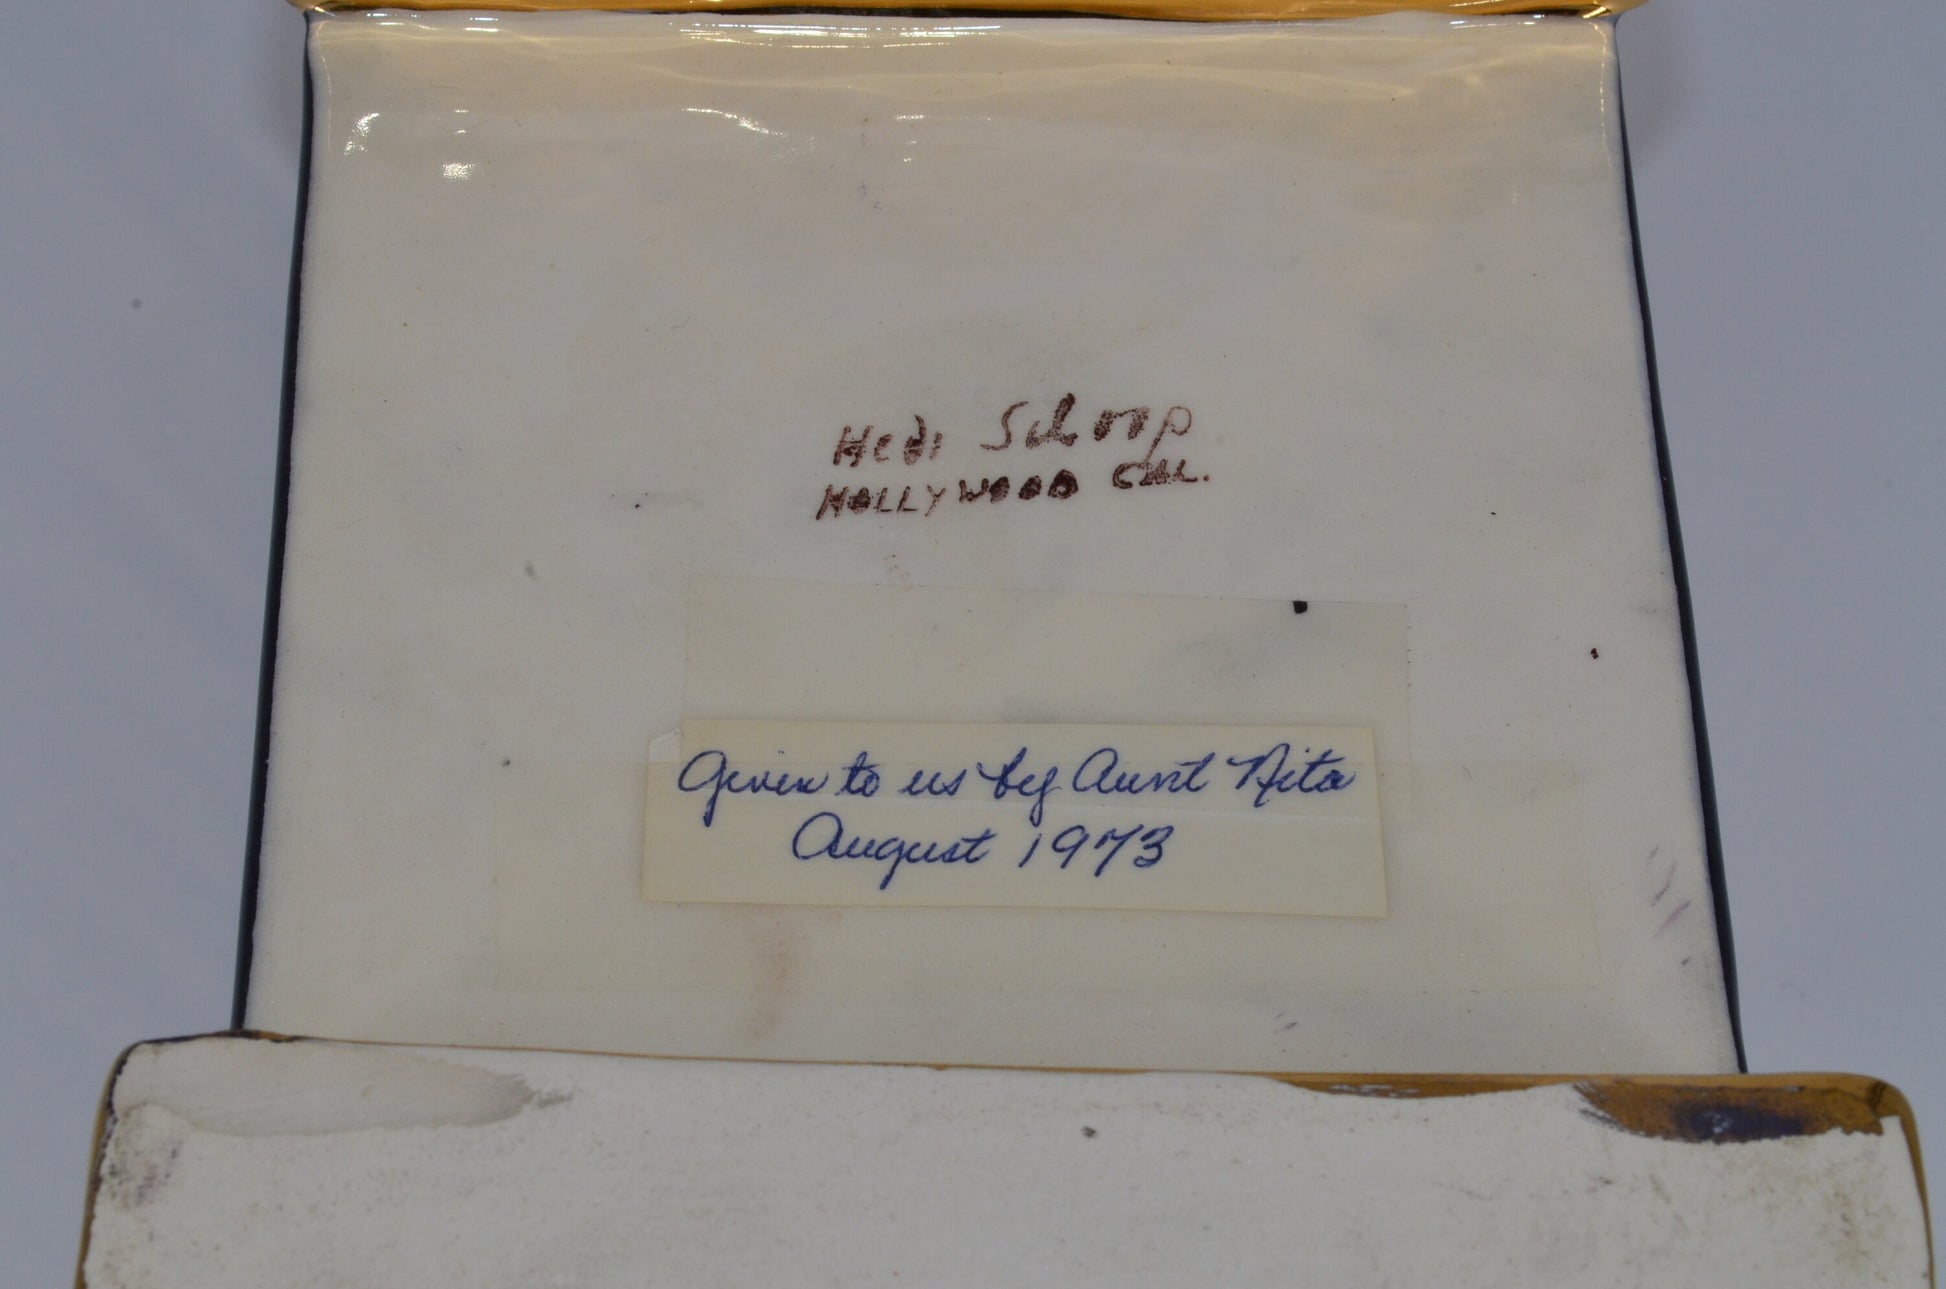 Hedi Schoop
HOLLYWOOD CAL.
Given to us by Aunt Rita
August 1973